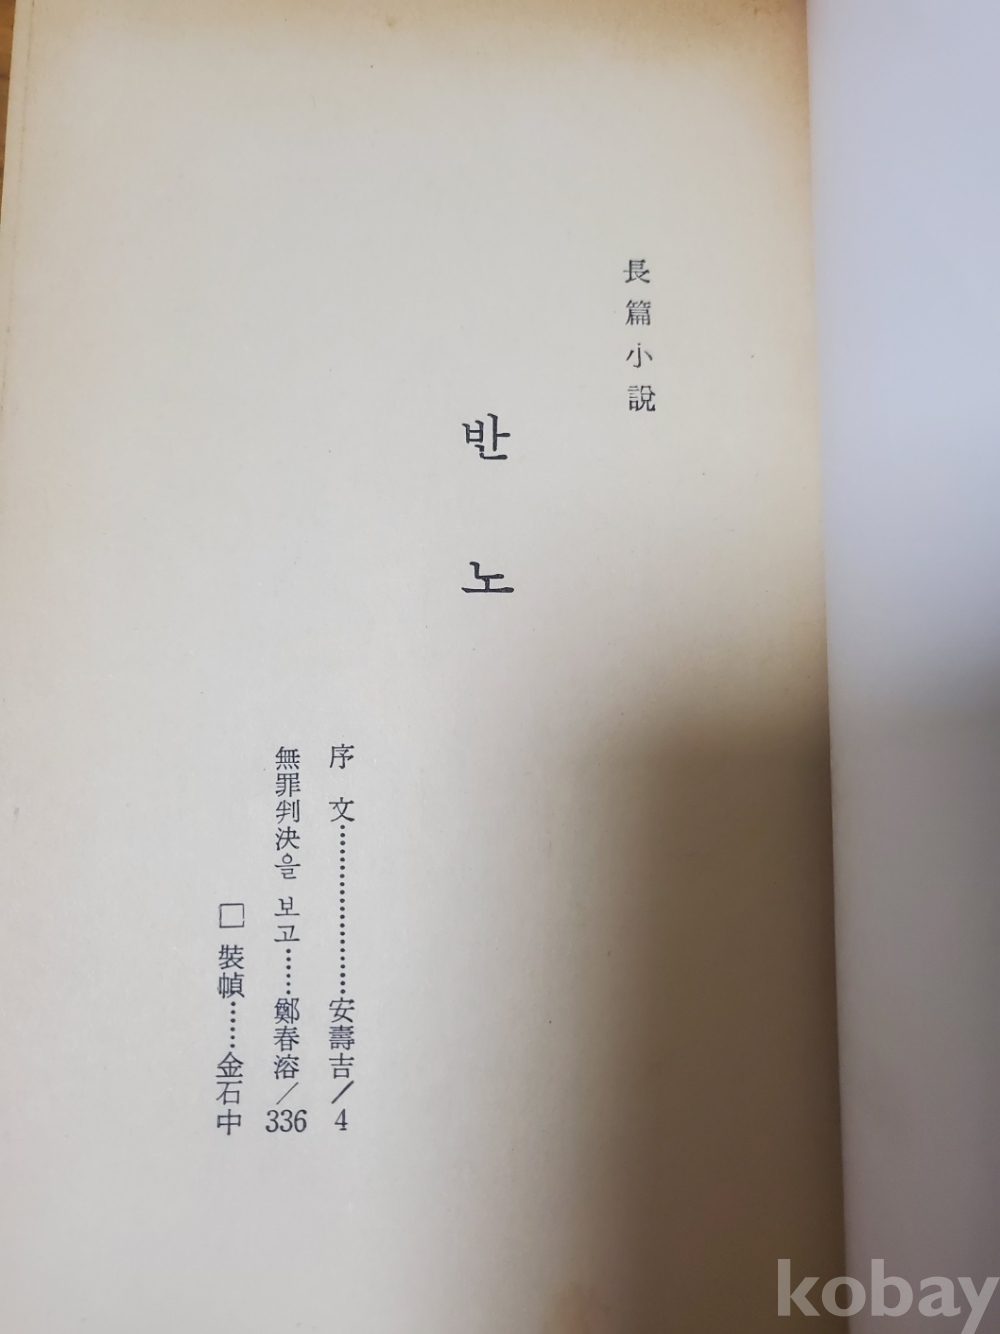 長篇小說
반노
序文……………………安壽吉/4
無罪判決을 보고……鄭春溶/336
□ 裝幀……金石中
kobay